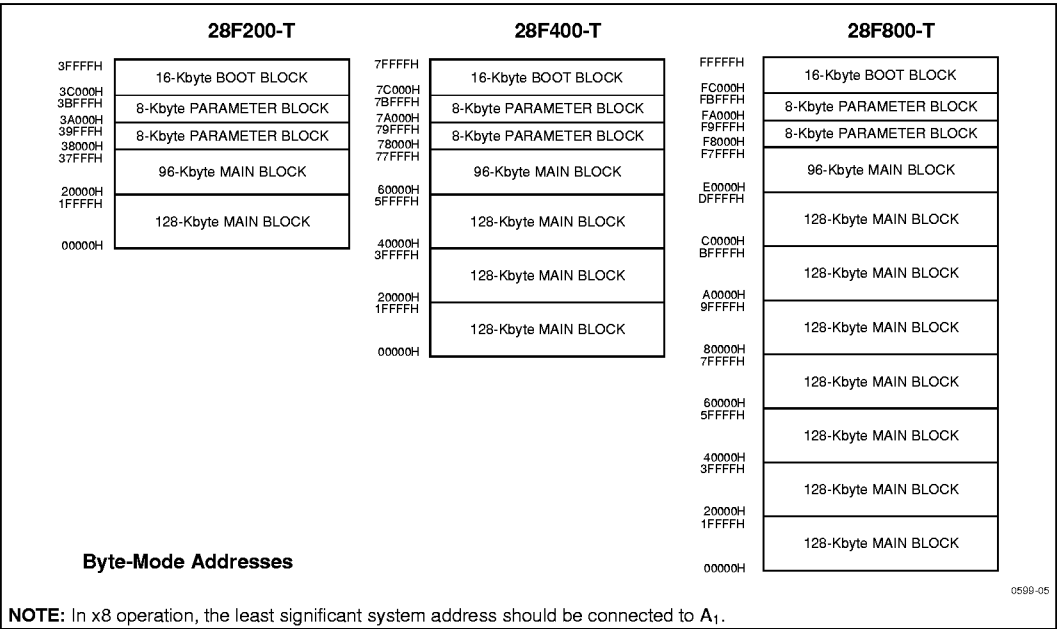 28F200-T
3FFFFH
16-Kbyte BOOT BLOCK
3C000H
3BFFFH
8-Kbyte PARAMETER BLOCK
3A000H
39FFFH
8-Kbyte PARAMETER BLOCK
38000H
37FFFH
96-Kbyte MAIN BLOCK
20000H
1FFFFH
128-Kbyte MAIN BLOCK
00000H
28F400-T
7FFFFH
16-Kbyte BOOT BLOCK
7C000H
7BFFFH
8-Kbyte PARAMETER BLOCK
7A000H
79FFFH
8-Kbyte PARAMETER BLOCK
78000H
77FFFH
96-Kbyte MAIN BLOCK
60000H
5FFFFH
128-Kbyte MAIN BLOCK
40000H
3FFFFH
128-Kbyte MAIN BLOCK
20000H
1FFFFH
128-Kbyte MAIN BLOCK
00000H
28F800-T
FFFFFH
16-Kbyte BOOT BLOCK
FC000H
FBFFFH
8-Kbyte PARAMETER BLOCK
FA000H
F9FFFH
8-Kbyte PARAMETER BLOCK
F8000H
F7FFFH
96-Kbyte MAIN BLOCK
E0000H
DFFFFH
128-Kbyte MAIN BLOCK
C0000H
BFFFFH
128-Kbyte MAIN BLOCK
A0000H
9FFFFH
128-Kbyte MAIN BLOCK
80000H
7FFFFH
128-Kbyte MAIN BLOCK
60000H
5FFFFH
128-Kbyte MAIN BLOCK
40000H
3FFFFH
128-Kbyte MAIN BLOCK
20000H
1FFFFH
128-Kbyte MAIN BLOCK
00000H
Byte-Mode Addresses
0599-05
NOTE: In x8 operation, the least significant system address should be connected to A₁.